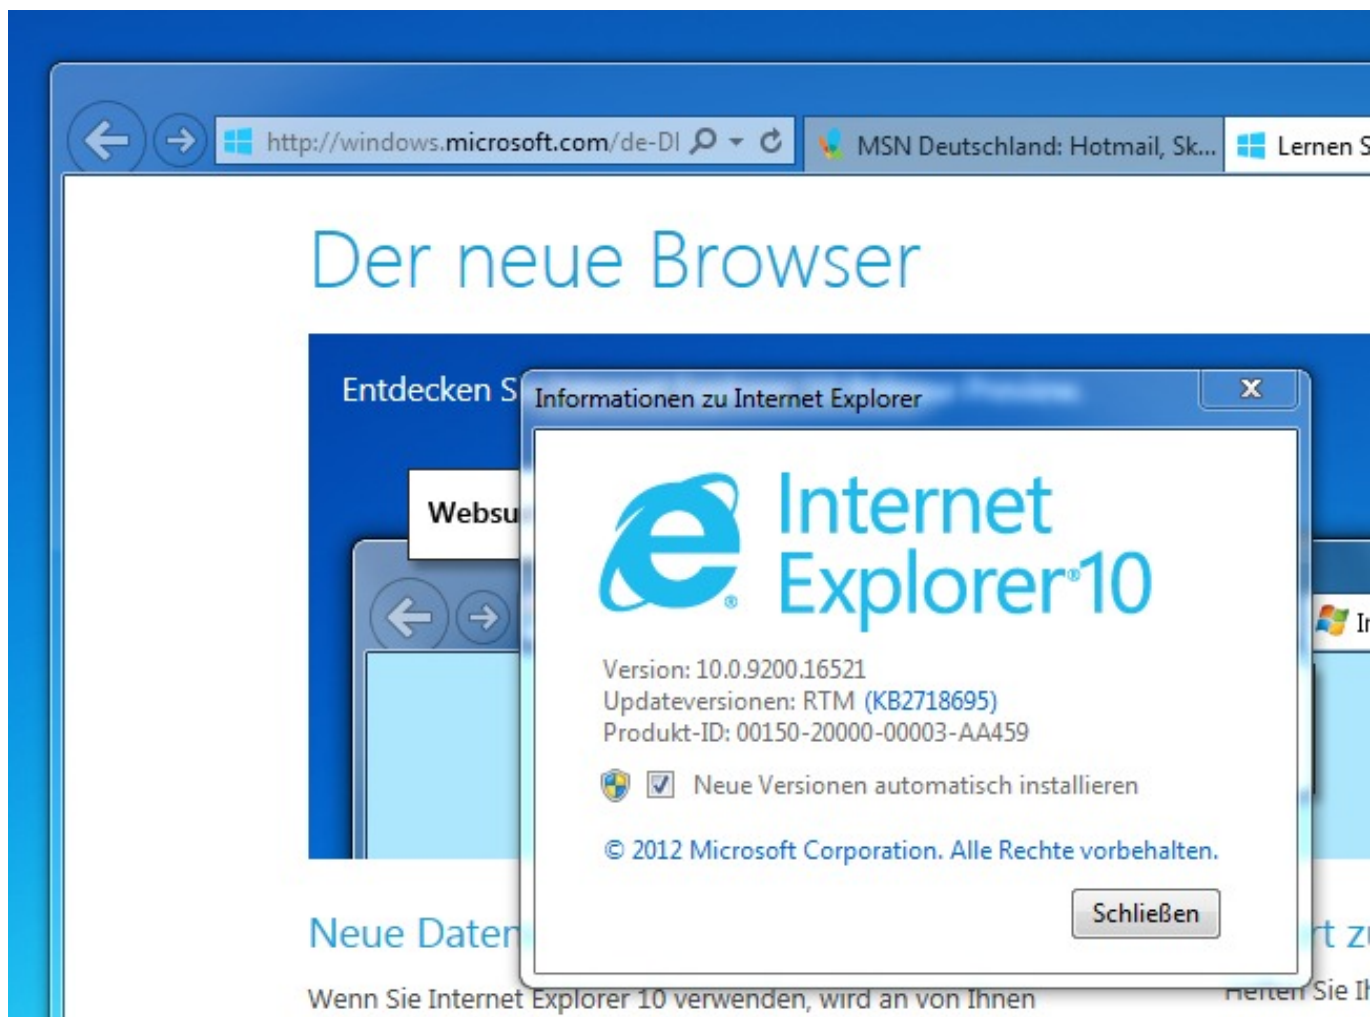 http://windows.microsoft.com/de-D
MSN Deutschland: Hotmail, Sk...
Lernen S
Der neue Browser
Entdecken S
Informationen zu Internet Explorer
Websu
Internet
Explorer®10
Version: 10.0.9200.16521
Updateversionen: RTM (KB2718695)
Produkt-ID: 00150-20000-00003-AA459
Neue Versionen automatisch installieren
© 2012 Microsoft Corporation. Alle Rechte vorbehalten.
Schließen
Neue Daten
Wenn Sie Internet Explorer 10 verwenden, wird an von Ihnen
Sie